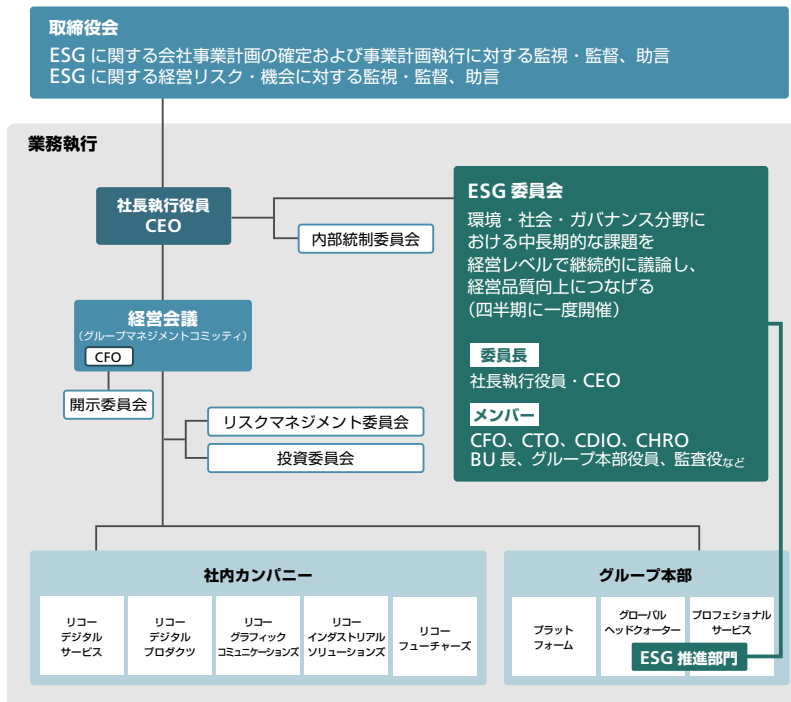 取締役会
ESG に関する会社事業計画の確定および事業計画執行に対する監視・監督、助言
ESG に関する経営リスク・機会に対する監視・監督、助言
業務執行
社長執行役員
CEO
内部統制委員会
ESG 委員会
環境・社会・ガバナンス分野に
おける中長期的な課題を
経営レベルで継続的に議論し、
経営品質向上につなげる
（四半期に一度開催）
委員長
社長執行役員・CEO
メンバー
CFO、CTO、CDIO、CHRO
BU 長、グループ本部役員、監査役など
経営会議
（グループマネジメントコミッティ）
CFO
開示委員会
リスクマネジメント委員会
投資委員会
社内カンパニー
リコー
デジタル
サービス
リコー
デジタル
プロダクツ
リコー
グラフィック
コミュニケーションズ
リコー
インダストリアル
ソリューションズ
リコー
フューチャーズ
グループ本部
プラット
フォーム
グローバル
ヘッドクォーター
プロフェショナル
サービス
ESG 推進部門